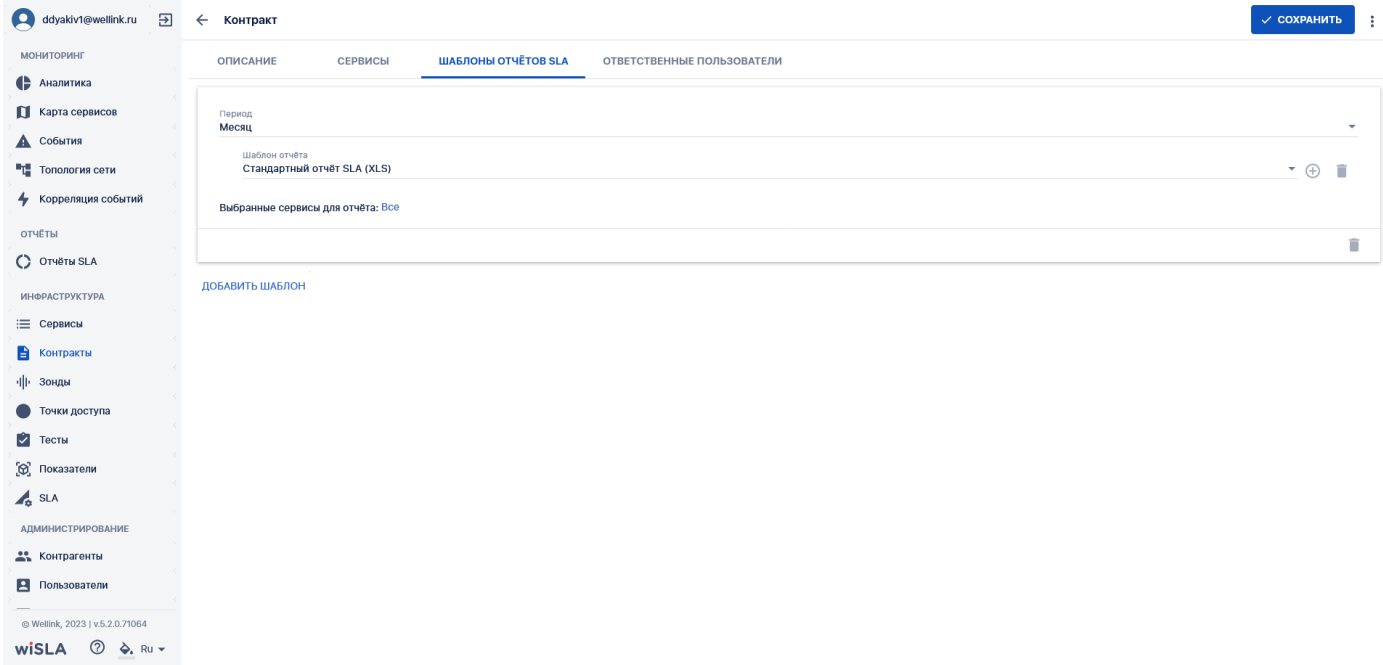 ddyakiv1@wellink.ru
МОНИТОРИНГ
Аналитика
Карта сервисов
События
Топология сети
Корреляция событий
ОТЧЁТЫ
Отчёты SLA
ИНФРАСТРУКТУРА
Сервисы
Контракты
Зонды
Точки доступа
Тесты
Показатели
SLA
АДМИНИСТРИРОВАНИЕ
Контрагенты
Пользователи
© Wellink, 2023 | v.5.2.0.71064
wiSLA
Ru
Контракт
СОХРАНИТЬ
ОПИСАНИЕ
СЕРВИСЫ
ШАБЛОНЫ ОТЧЁТОВ SLA
ОТВЕТСТВЕННЫЕ ПОЛЬЗОВАТЕЛИ
Период
Месяц
Шаблон отчёта
Стандартный отчёт SLA (XLS)
Выбранные сервисы для отчёта: Все
ДОБАВИТЬ ШАБЛОН